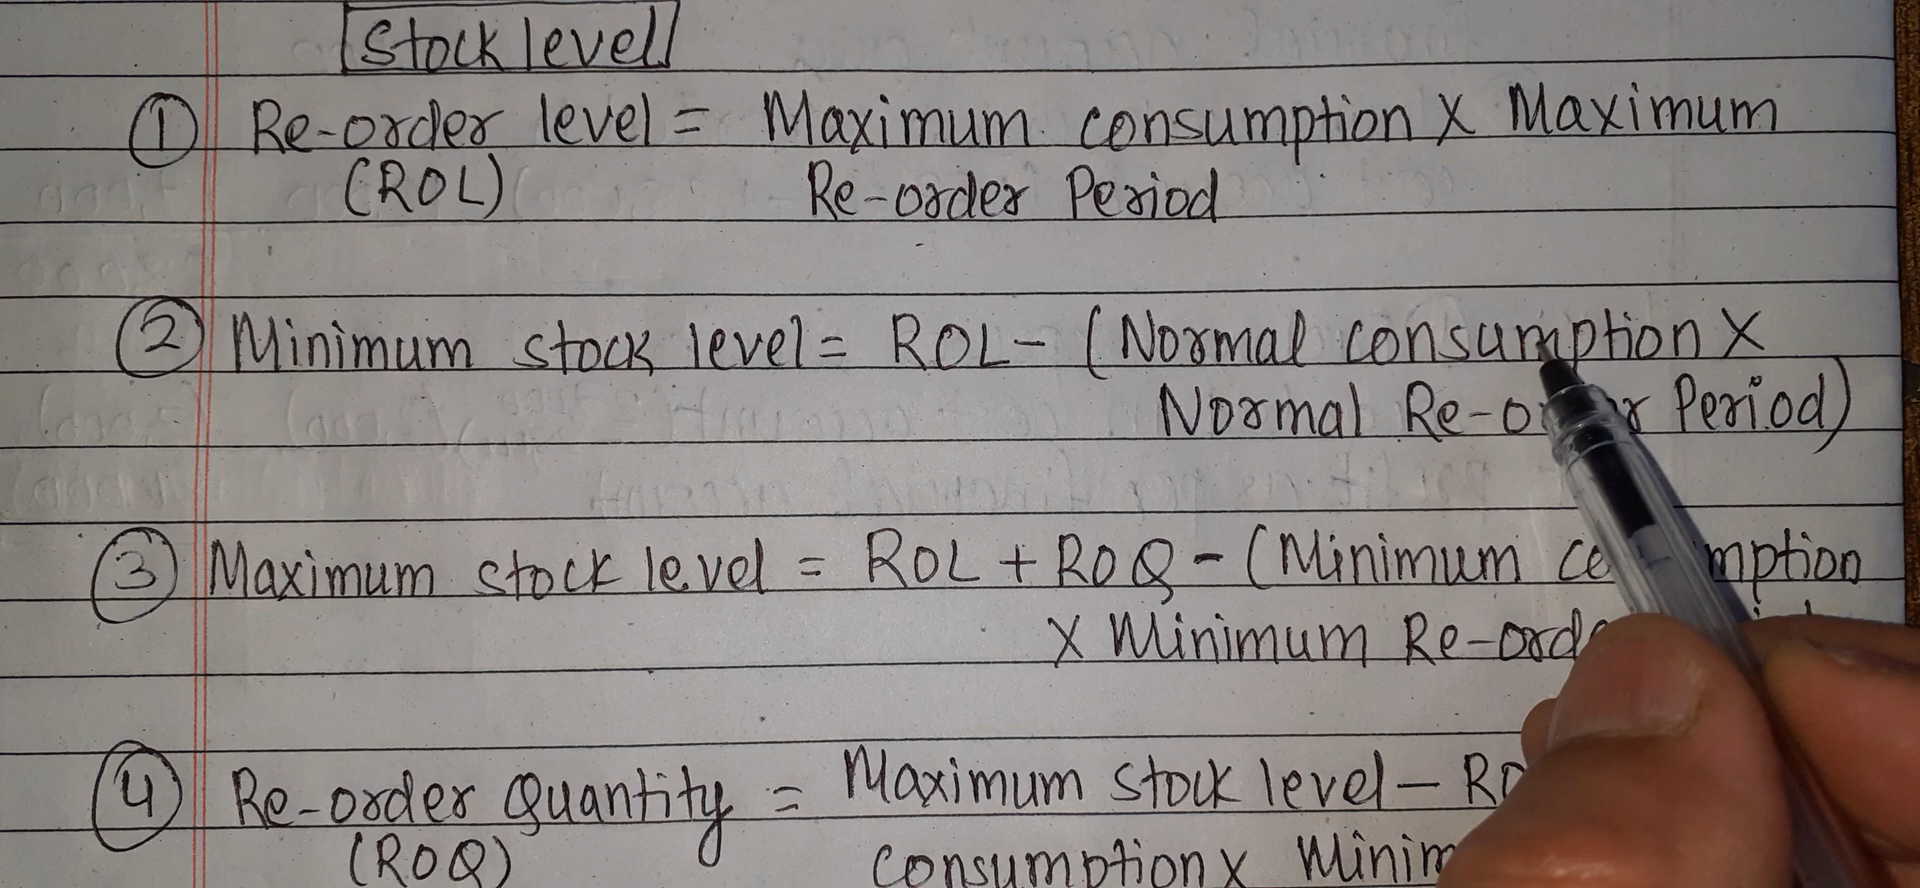 Stock level
① Re-order level = Maximum consumption X Maximum
(ROL) Re-order Period
② Minimum stock level = ROL - (Normal consumption X
Normal Re-order Period)
③ Maximum stock level = ROL + ROQ - (Minimum
X Minimum
④ Re-order Quantity = Maximum stock level -
(ROQ) Consumption X